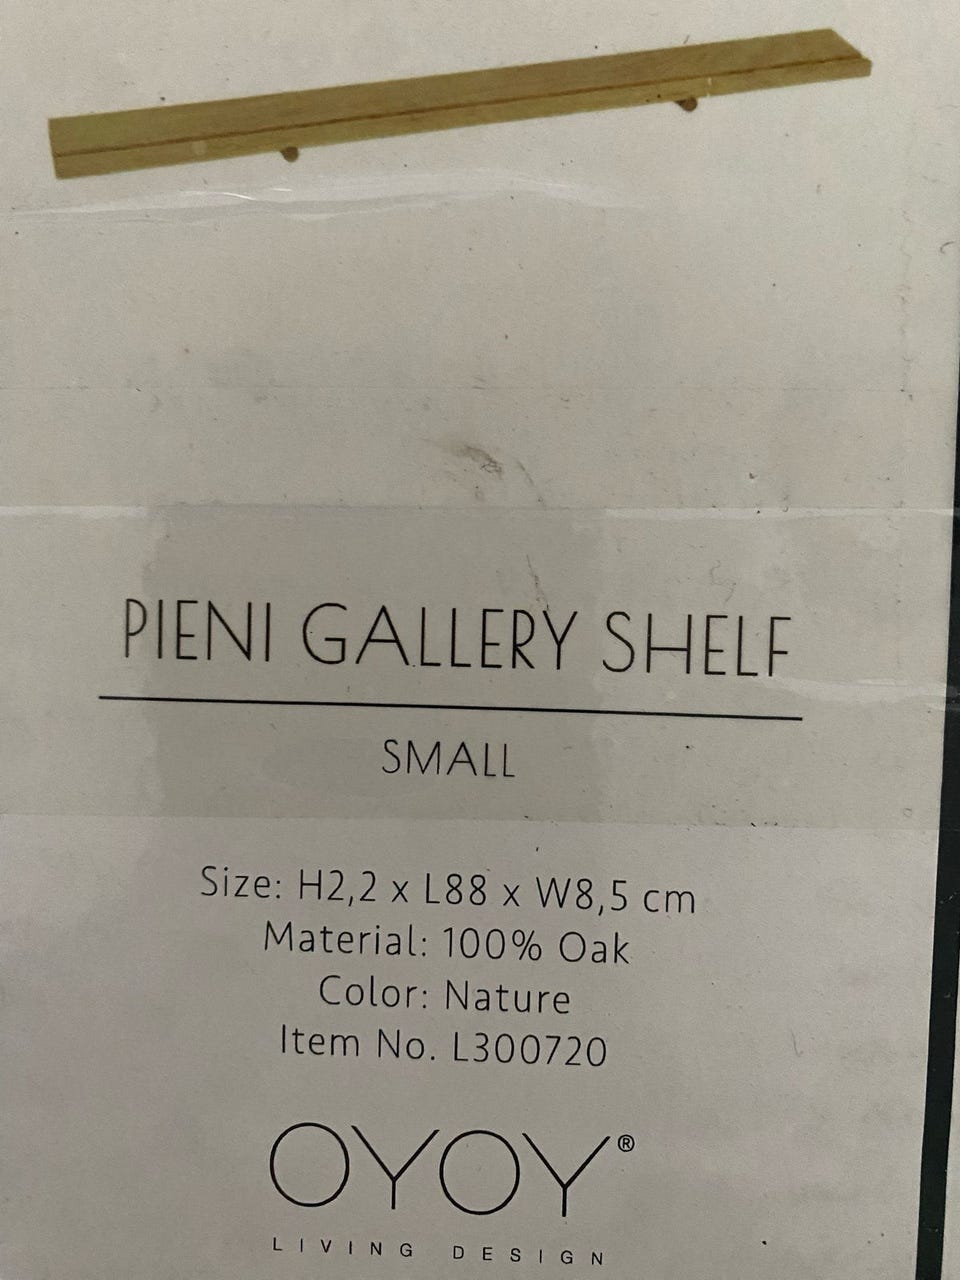 PIENI GALLERY SHELF
SMALL
Size: H2,2 x L88 x W8,5 cm
Material: 100% Oak
Color: Nature
Item No. L300720
OYOY®
LIVING DESIGN